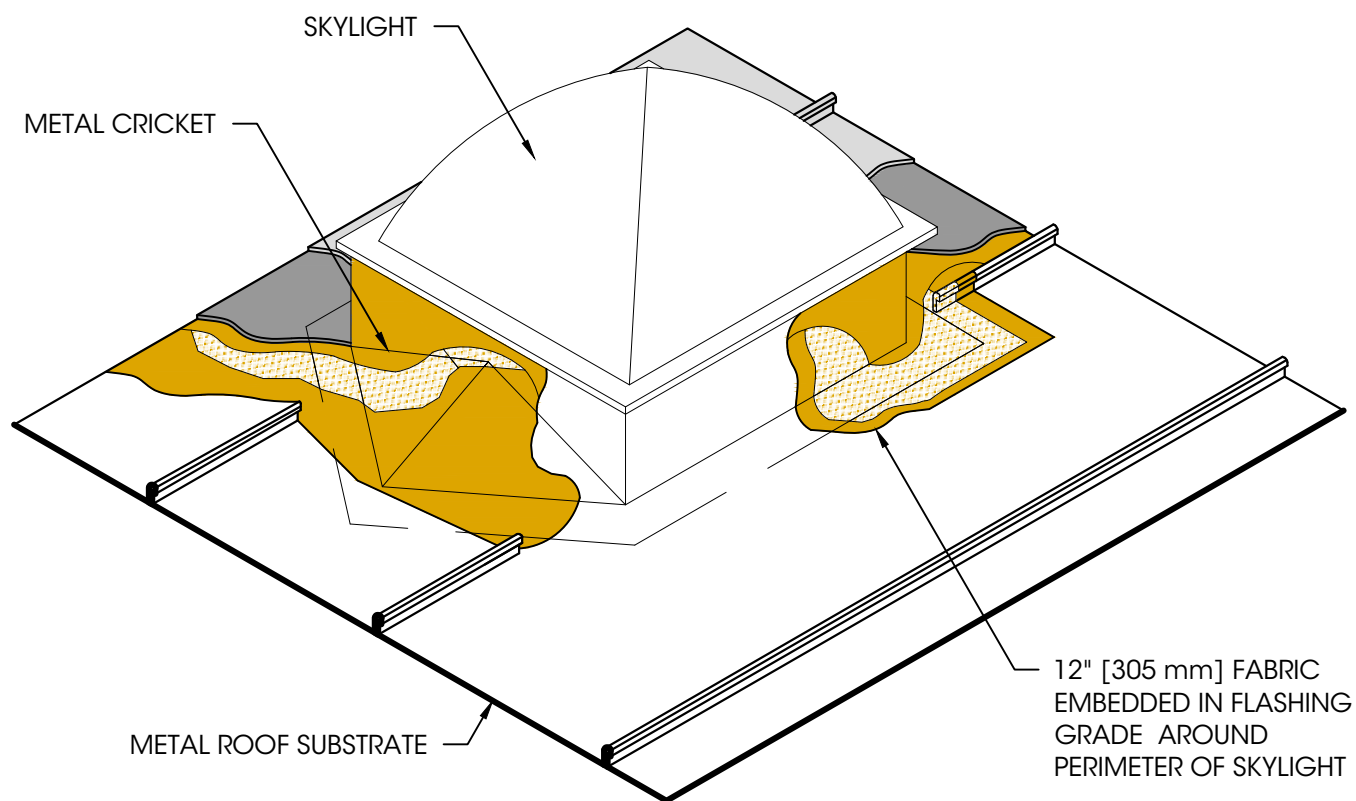 SKYLIGHT
METAL CRICKET
METAL ROOF SUBSTRATE
12" [305 mm] FABRIC
EMBEDDED IN FLASHING
GRADE AROUND
PERIMETER OF SKYLIGHT